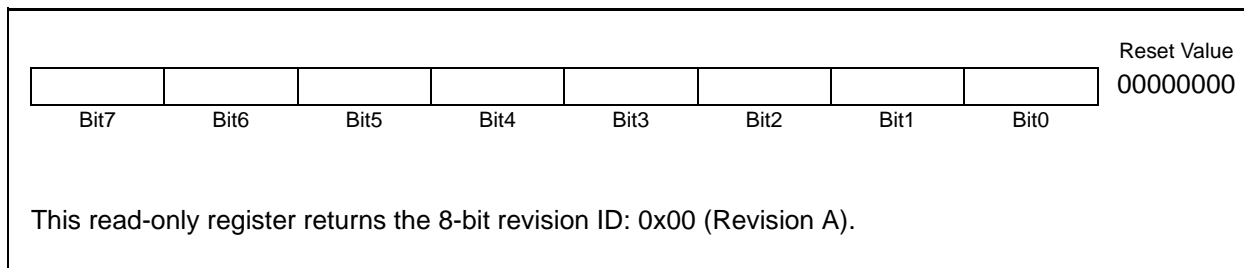 Reset Value
00000000
Bit7 Bit6 Bit5 Bit4 Bit3 Bit2 Bit1 Bit0
This read-only register returns the 8-bit revision ID: 0x00 (Revision A).